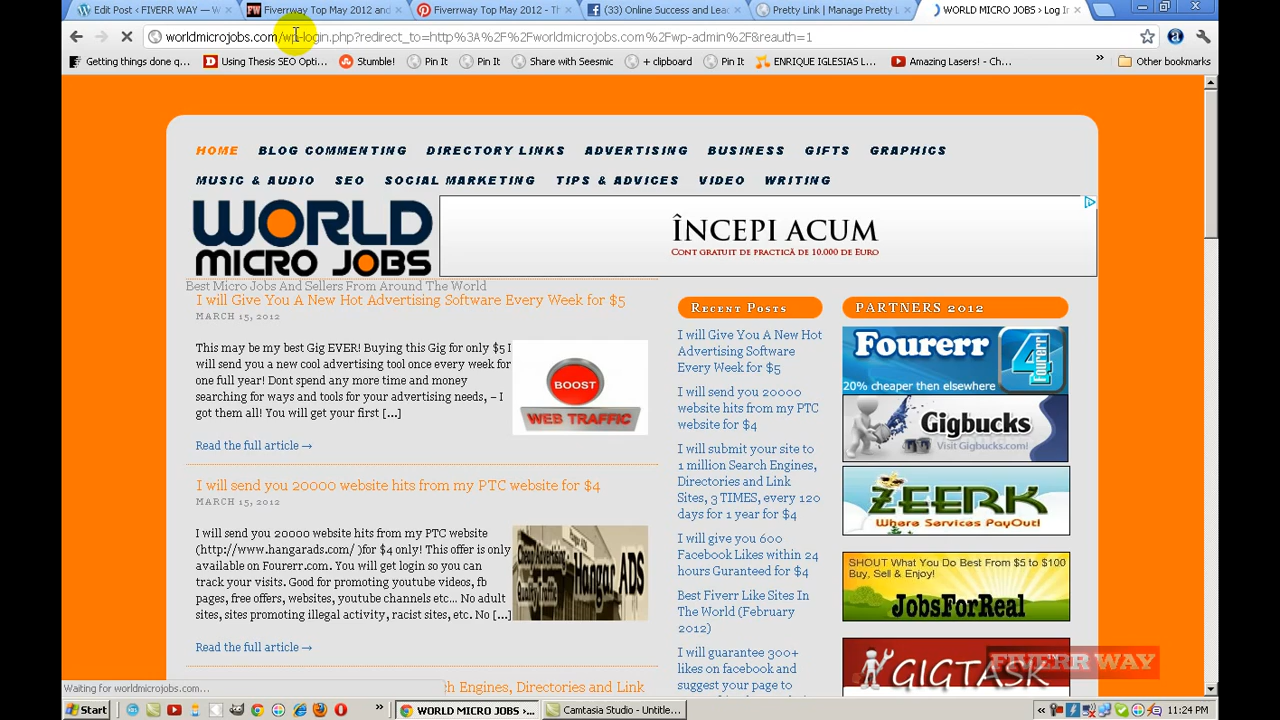 Edit Post ‹ FIVERR WAY — W
Fiverrway Top May 2012 and
Fiverrway Top May 2012 - Th
(33) Online Success and Lea
Pretty Link | Manage Pretty L
WORLD MICRO JOBS › Log In
worldmicrojobs.com/wp-login.php?redirect_to=http%3A%2F%2Fworldmicrojobs.com%2Fwp-admin%2F&reauth=1
Getting things done q...
Using Thesis SEO Opti...
Stumble!
Pin It
Pin It
Share with Seesmic
+ clipboard
Pin It
ENRIQUE IGLESIAS L...
Amazing Lasers! - Ch...
»
Other bookmarks
HOME BLOG COMMENTING DIRECTORY LINKS ADVERTISING BUSINESS GIFTS GRAPHICS
MUSIC & AUDIO SEO SOCIAL MARKETING TIPS & ADVICES VIDEO WRITING
WORLD
MICRO JOBS
ÎNCEPI ACUM
CONT GRATUIT DE PRACTICĂ DE 10.000 DE EURO
Best Micro Jobs And Sellers From Around The World
I will Give You A New Hot Advertising Software Every Week for $5
MARCH 15, 2012
This may be my best Gig EVER! Buying this Gig for only $5 I
will send you a new cool advertising tool once every week for
one full year! Dont spend any more time and money
searching for ways and tools for your advertising needs, – I
got them all! You will get your first [...]
BOOST
WEB TRAFFIC
Read the full article →
I will send you 20000 website hits from my PTC website for $4
MARCH 15, 2012
I will send you 20000 website hits from my PTC website
(http://www.hangarads.com/ )for $4 only! This offer is only
available on Fourerr.com. You will get login so you can
track your visits. Good for promoting youtube videos, fb
pages, free offers, websites, youtube channels etc... No adult
sites, sites promoting illegal activity, racist sites, etc. No [...]
Cheap Advertising
Quality Traffic
Hangar ADS
Read the full article →
h Engines, Directories and Link
Recent Posts
I will Give You A New Hot
Advertising Software
Every Week for $5
I will send you 20000
website hits from my PTC
website for $4
I will submit your site to
1 million Search Engines,
Directories and Link
Sites, 3 TIMES, every 120
days for 1 year for $4
I will give you 600
Facebook Likes within 24
hours Guranteed for $4
Best Fiverr Like Sites In
The World (February
2012)
I will guarantee 300+
likes on facebook and
suggest your page to
PARTNERS 2012
Fourerr
4
20% cheaper then elsewhere
Gigbucks
Visit Gigbucks.com!
ZEERK
Where Services PayOut!
SHOUT What You Do Best From $5 to $100
Buy, Sell & Enjoy!
JobsForReal
GIGTASK
FIVERR WAY
Waiting for worldmicrojobs.com...
Start
»
WORLD MICRO JOBS ›...
Camtasia Studio - Untitle...
«
11:24 PM